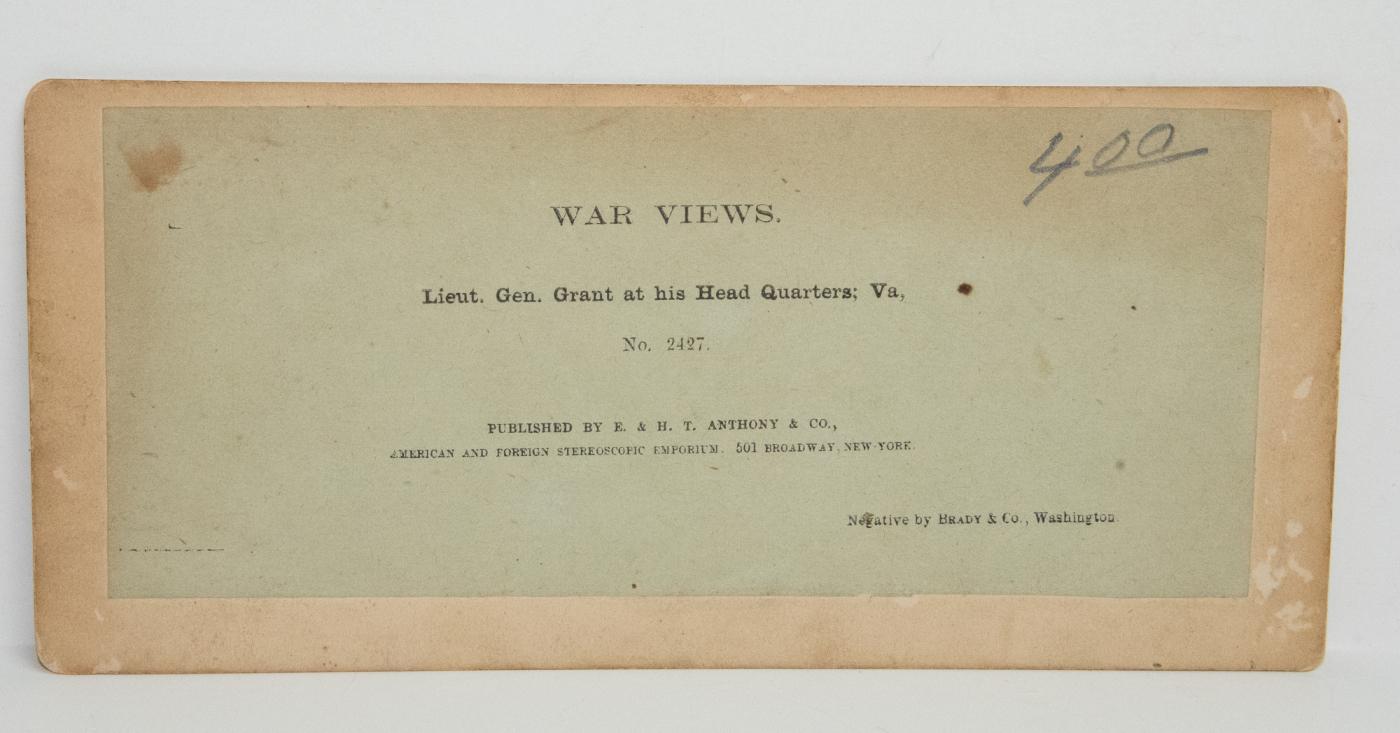 400
WAR VIEWS.
Lieut. Gen. Grant at his Head Quarters; Va,
No. 2427.
PUBLISHED BY E. & H. T. ANTHONY & CO.,
AMERICAN AND FOREIGN STEREOSCOPIC EMPORIUM. 501 BROADWAY, NEW-YORK.
Negative by BRADY & Co., Washington.